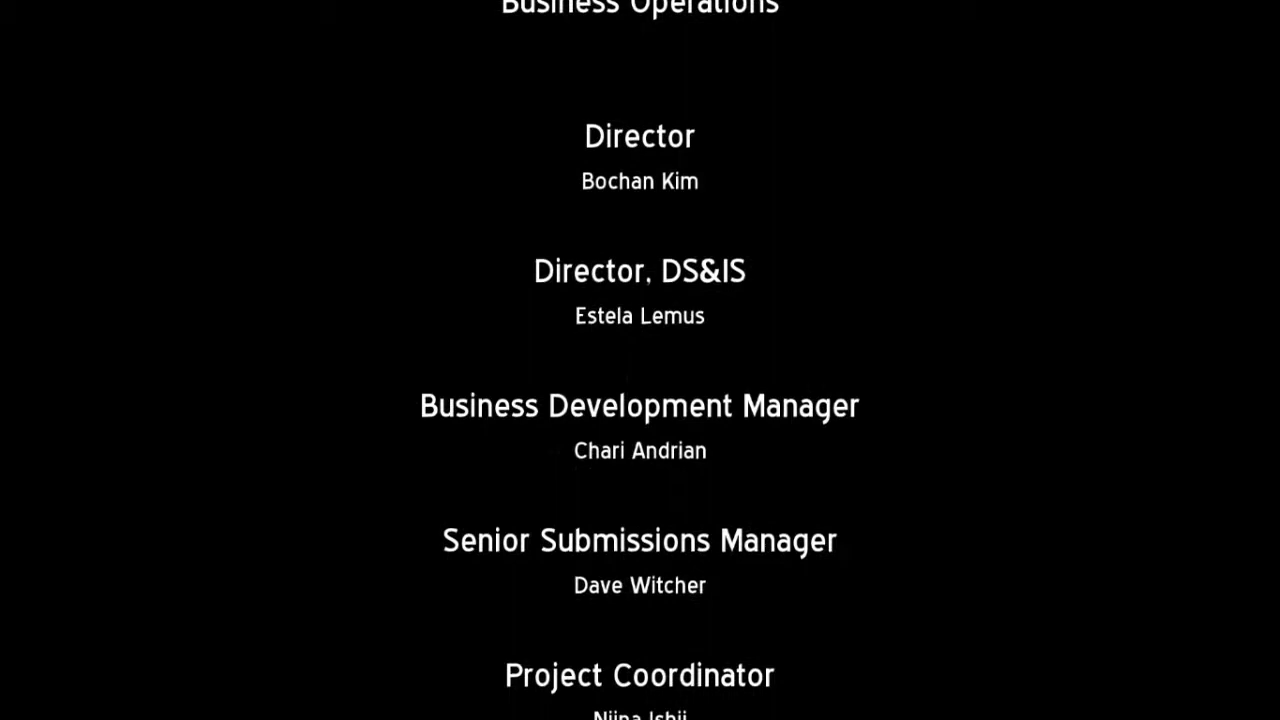 Business Operations
Director
Bochan Kim
Director, DS&IS
Estela Lemus
Business Development Manager
Chari Andrian
Senior Submissions Manager
Dave Witcher
Project Coordinator